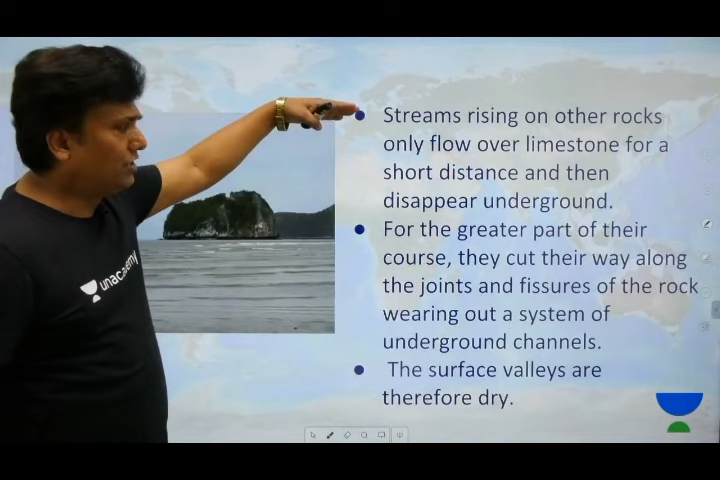 Streams rising on other rocks
only flow over limestone for a
short distance and then
disappear underground.
For the greater part of their
course, they cut their way along
the joints and fissures of the rock
wearing out a system of
underground channels.
The surface valleys are
therefore dry.
unacademy